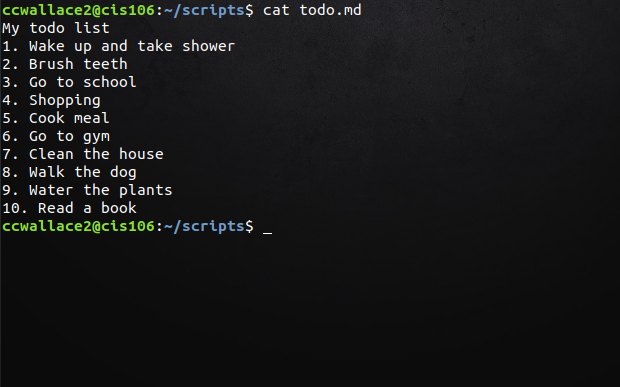 ccwallace2@cis106:~/scripts$ cat todo.md
My todo list
1. Wake up and take shower
2. Brush teeth
3. Go to school
4. Shopping
5. Cook meal
6. Go to gym
7. Clean the house
8. Walk the dog
9. Water the plants
10. Read a book
ccwallace2@cis106:~/scripts$ _